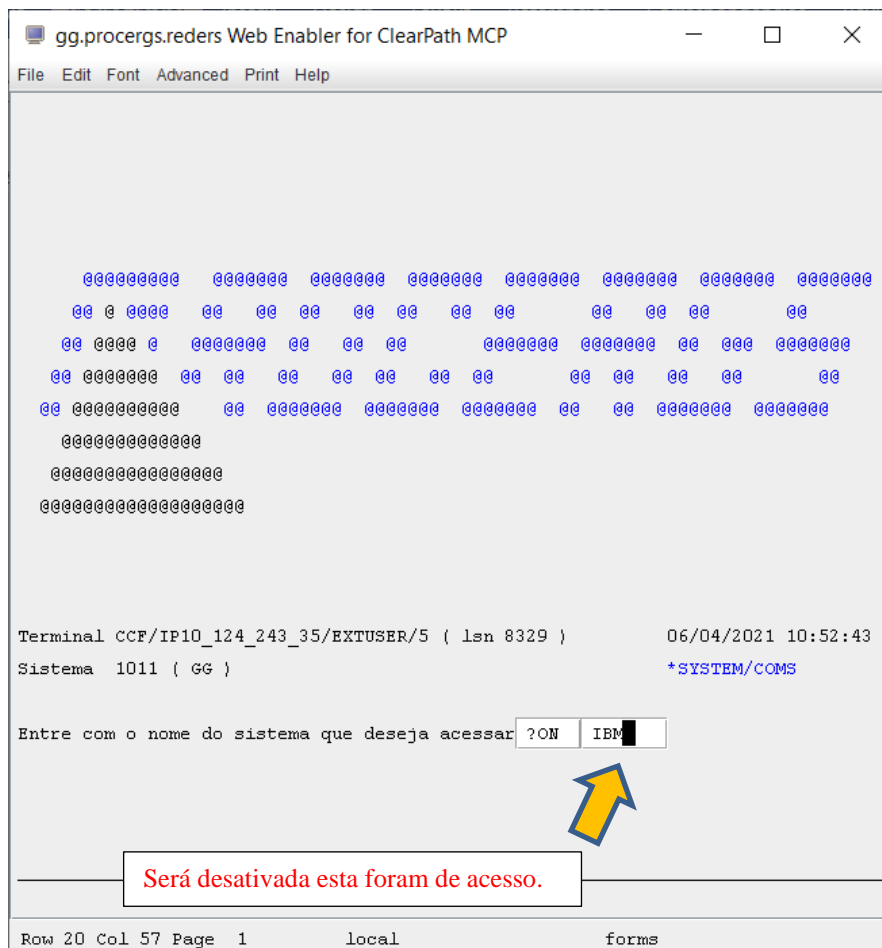 gg.procergs.reders Web Enabler for ClearPath MCP
File Edit Font Advanced Print Help
@@@@@@@@@ @@@@@@@ @@@@@@@ @@@@@@@ @@@@@@@ @@@@@@@ @@@@@@@ @@@@@@@
@@ @ @@@@ @@ @@ @@ @@ @@ @@ @@ @@ @@ @@ @@
@@ @@@@ @ @@@@@@@ @@ @@ @@ @@@@@@@ @@@@@@@ @@ @@@ @@@@@@@
@@ @@@@@@@ @@ @@ @@ @@ @@ @@ @@ @@ @@ @@ @@ @@
@@ @@@@@@@@@@ @@ @@@@@@@ @@@@@@@ @@@@@@@ @@ @@ @@@@@@@ @@@@@@@
@@@@@@@@@@@@@
@@@@@@@@@@@@@@@@
@@@@@@@@@@@@@@@@@@@
Terminal CCF/IP10_124_243_35/EXTUSER/5 ( lsn 8329 ) 06/04/2021 10:52:43
Sistema 1011 ( GG ) *SYSTEM/COMS
Entre com o nome do sistema que deseja acessar ?ON IBM
Será desativada esta foram de acesso.
Row 20 Col 57 Page 1 local forms